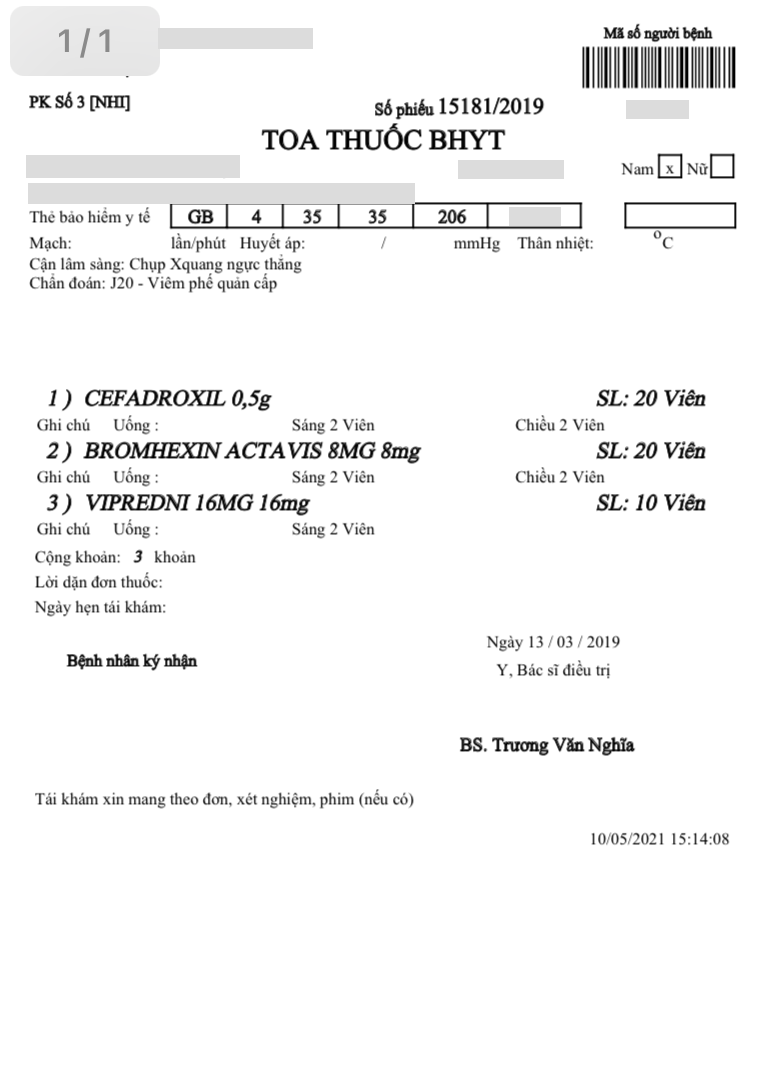 1/1
Mã số người bệnh
PK Số 3 [NHI]
Số phiếu 15181/2019
TOA THUỐC BHYT
Nam x Nữ
Thẻ bảo hiểm y tế GB 4 35 35 206
Mạch: lần/phút Huyết áp: / mmHg Thân nhiệt: °C
Cận lâm sàng: Chụp Xquang ngực thẳng
Chẩn đoán: J20 - Viêm phế quản cấp
1 ) CEFADROXIL 0,5g SL: 20 Viên
Ghi chú Uống : Sáng 2 Viên Chiều 2 Viên
2 ) BROMHEXIN ACTAVIS 8MG 8mg SL: 20 Viên
Ghi chú Uống : Sáng 2 Viên Chiều 2 Viên
3 ) VIPREDNI 16MG 16mg SL: 10 Viên
Ghi chú Uống : Sáng 2 Viên
Cộng khoản: 3 khoản
Lời dặn đơn thuốc:
Ngày hẹn tái khám:
Ngày 13 / 03 / 2019
Bệnh nhân ký nhận
Y, Bác sĩ điều trị
BS. Trương Văn Nghĩa
Tái khám xin mang theo đơn, xét nghiệm, phim (nếu có)
10/05/2021 15:14:08